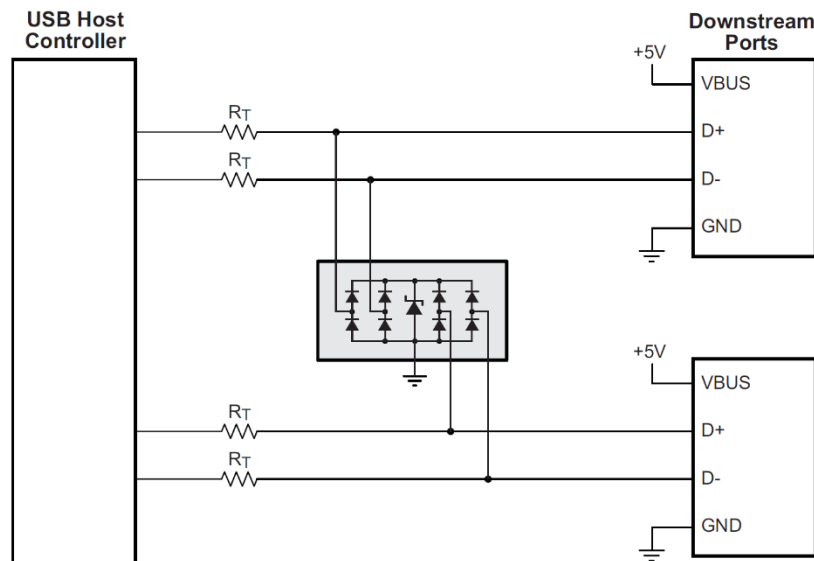 USB Host
Controller
Downstream
Ports
+5V
VBUS
RT
D+
RT
D-
GND
+5V
VBUS
RT
D+
RT
D-
GND